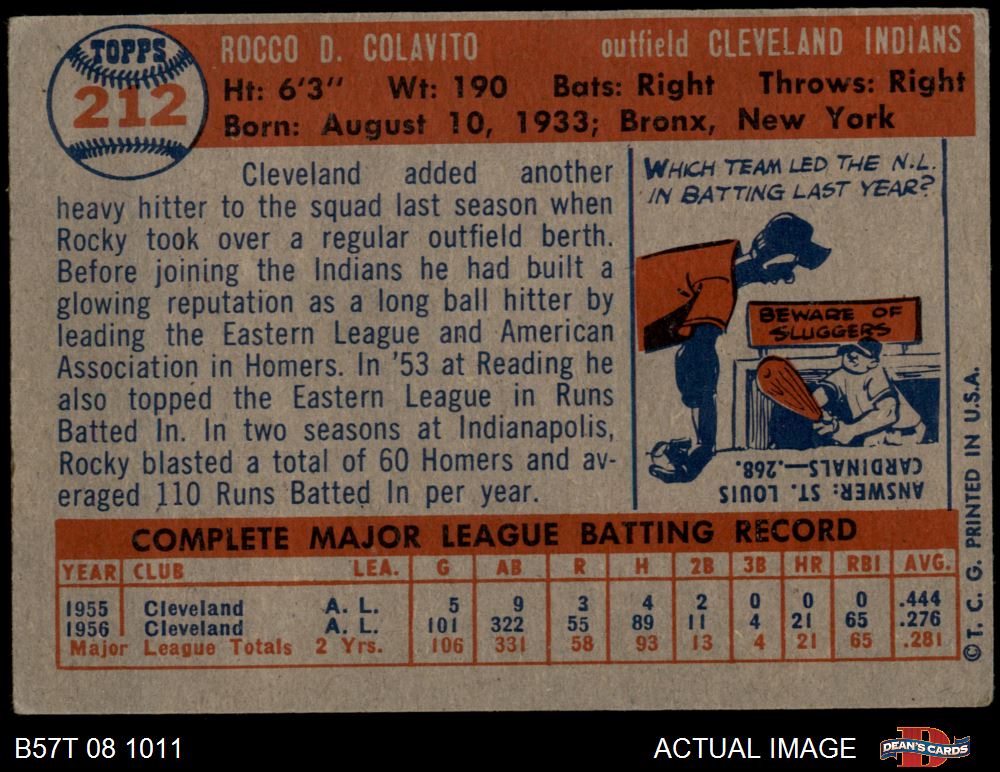 TOPPS
212
ROCCO D. COLAVITO outfield CLEVELAND INDIANS
Ht: 6'3" Wt: 190 Bats: Right Throws: Right
Born: August 10, 1933; Bronx, New York
Cleveland added another
heavy hitter to the squad last season when
Rocky took over a regular outfield berth.
Before joining the Indians he had built a
glowing reputation as a long ball hitter by
leading the Eastern League and American
Association in Homers. In '53 at Reading he
also topped the Eastern League in Runs
Batted In. In two seasons at Indianapolis,
Rocky blasted a total of 60 Homers and av-
eraged 110 Runs Batted In per year.
WHICH TEAM LED THE N.L.
IN BATTING LAST YEAR?
BEWARE OF
SLUGGERS
ANSWER: ST. LOUIS
CARDINALS—.268.
COMPLETE MAJOR LEAGUE BATTING RECORD
YEAR CLUB LEA. G AB R H 2B 3B HR RBI AVG.
1955 Cleveland A. L. 5 9 3 4 2 0 0 0 .444
1956 Cleveland A. L. 101 322 55 89 11 4 21 65 .276
Major League Totals 2 Yrs. 106 331 58 93 13 4 21 65 .281
© T. C. G. PRINTED IN U.S.A.
B57T 08 1011 ACTUAL IMAGE
D
DEAN'S CARDS